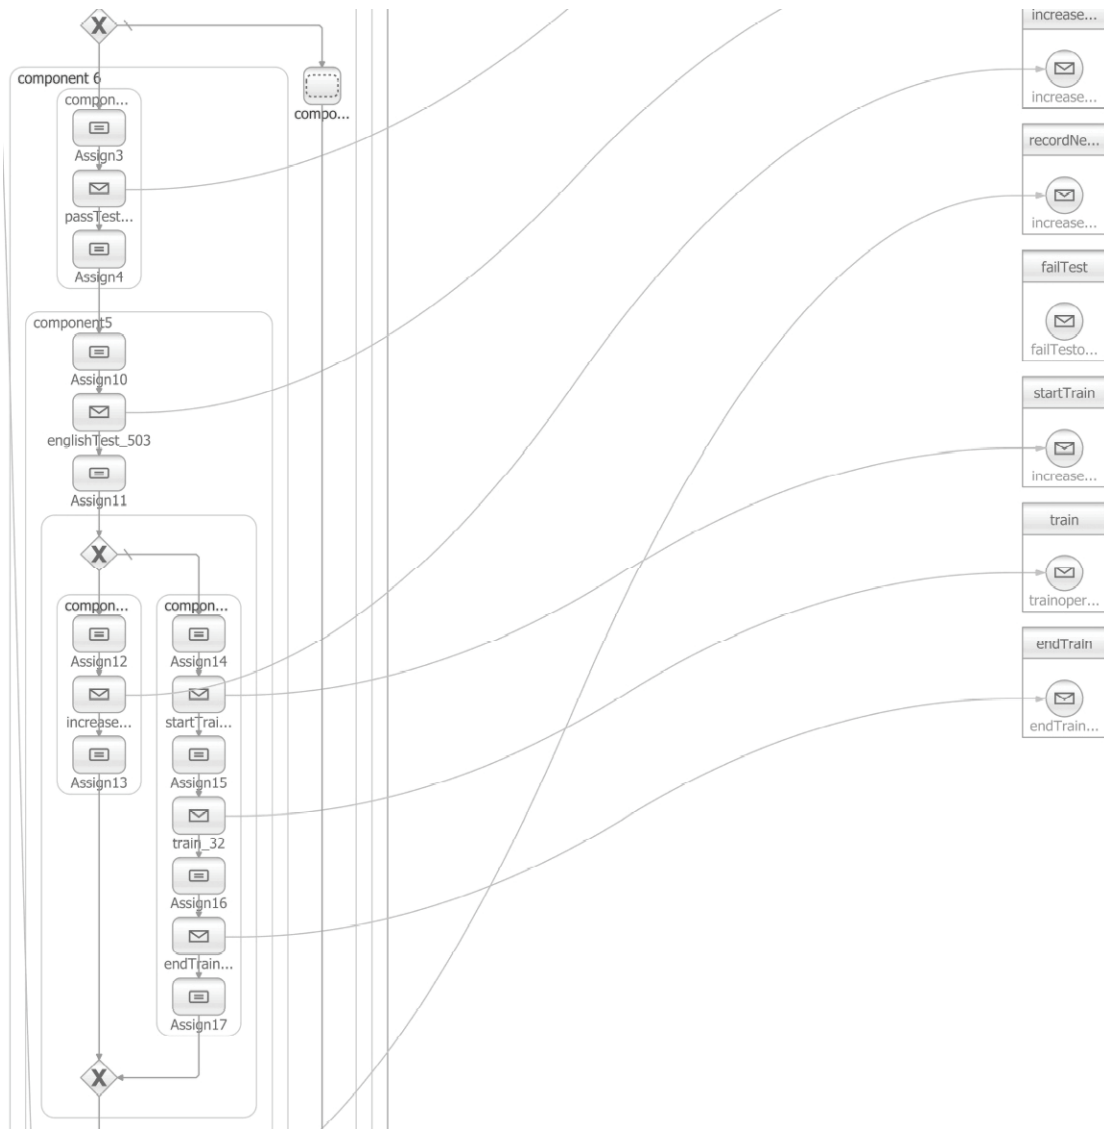 component 6
compon...
Assign3
passTest...
Assign4
component5
Assign10
englishTest_503
Assign11
X
X
compon...
Assign12
increase...
Assign13
compon...
Assign14
startTrai...
Assign15
train_32
Assign16
endTrain...
Assign17
X
compo...
increase...
increase...
recordNe...
increase...
failTest
failTesto...
startTrain
increase...
train
trainoper...
endTrain
endTrain...